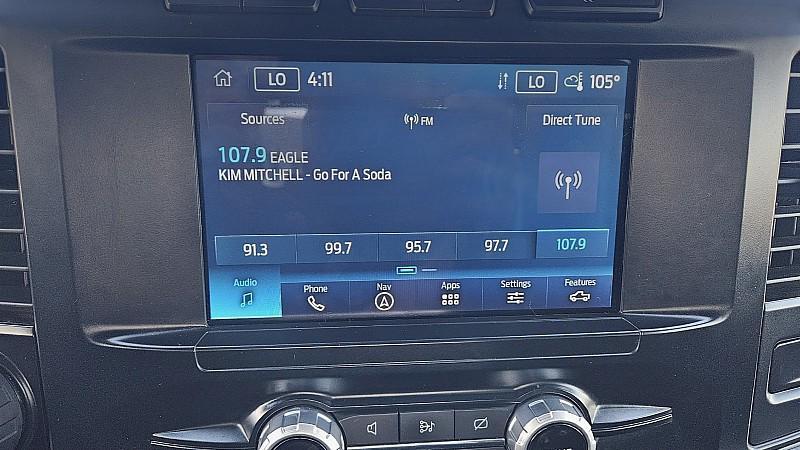 LO 4:11 LO 105°
Sources FM Direct Tune
107.9 EAGLE
KIM MITCHELL - Go For A Soda
91.3 99.7 95.7 97.7 107.9
Audio Phone Nav Apps Settings Features